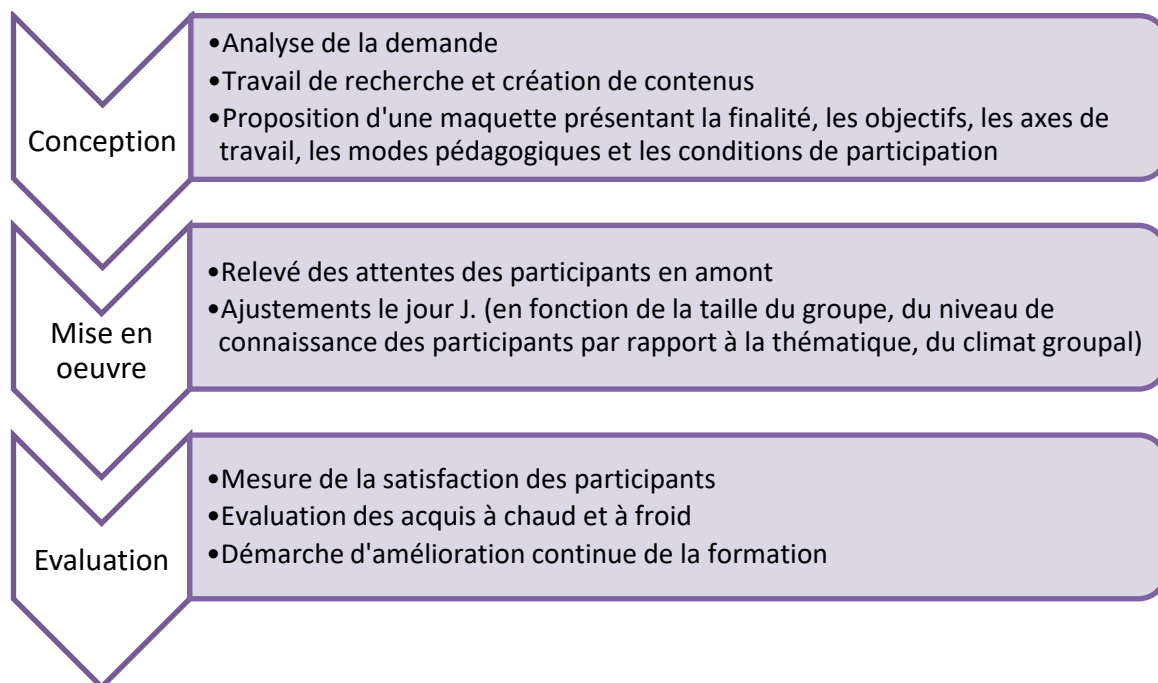 Conception
•Analyse de la demande
•Travail de recherche et création de contenus
•Proposition d'une maquette présentant la finalité, les objectifs, les axes de
travail, les modes pédagogiques et les conditions de participation
Mise en
oeuvre
•Relevé des attentes des participants en amont
•Ajustements le jour J. (en fonction de la taille du groupe, du niveau de
connaissance des participants par rapport à la thématique, du climat groupal)
Evaluation
•Mesure de la satisfaction des participants
•Evaluation des acquis à chaud et à froid
•Démarche d'amélioration continue de la formation